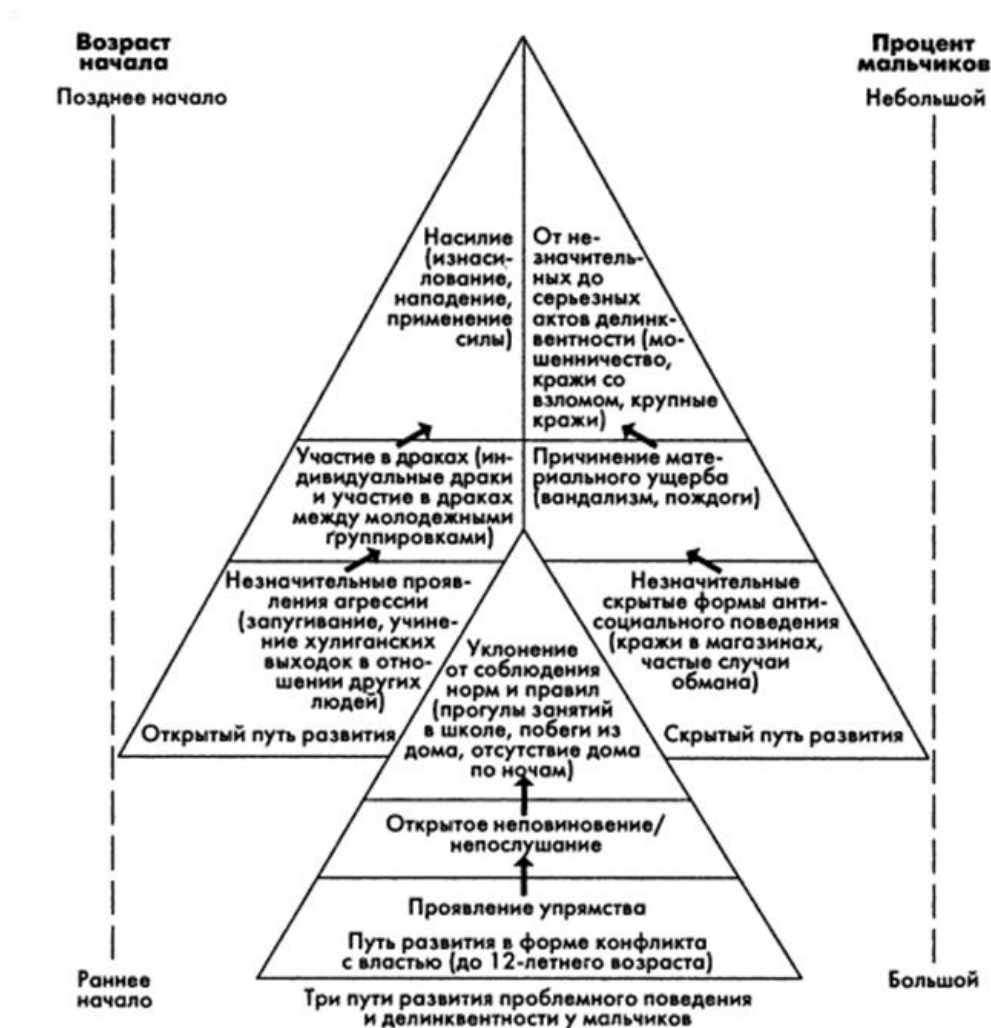 Возраст
начала
Позднее начало
Процент
мальчиков
Небольшой
Насилие
(изнаси-
лование,
нападение,
применение
силы)
От не-
значитель-
ных до
серьезных
актов делинк-
вентности (мо-
шенничество,
кражи со
взломом, крупные
кражи)
Участие в драках (ин-
дивидуальные драки
и участие в драках
между молодежными
группировками)
Причинение мате-
риального ущерба
(вандализм, пождоги)
Незначительные прояв-
ления агрессии
(запугивание, учине-
ние хулиганских
выходок в отно-
шении других
людей)
Открытый путь развития
Уклонение
от соблюдения
норм и правил
(прогулы занятий
в школе, побеги из
дома, отсутствие дома
по ночам)
Незначительные
скрытые формы анти-
социального поведения
(кражи в магазинах,
частые случаи
обмана)
Скрытый путь развития
Открытое неповиновение/
непослушание
Проявление упрямства
Путь развития в форме конфликта
с властью (до 12-летнего возраста)
Раннее
начало
Большой
Три пути развития проблемного поведения
и делинквентности у мальчиков